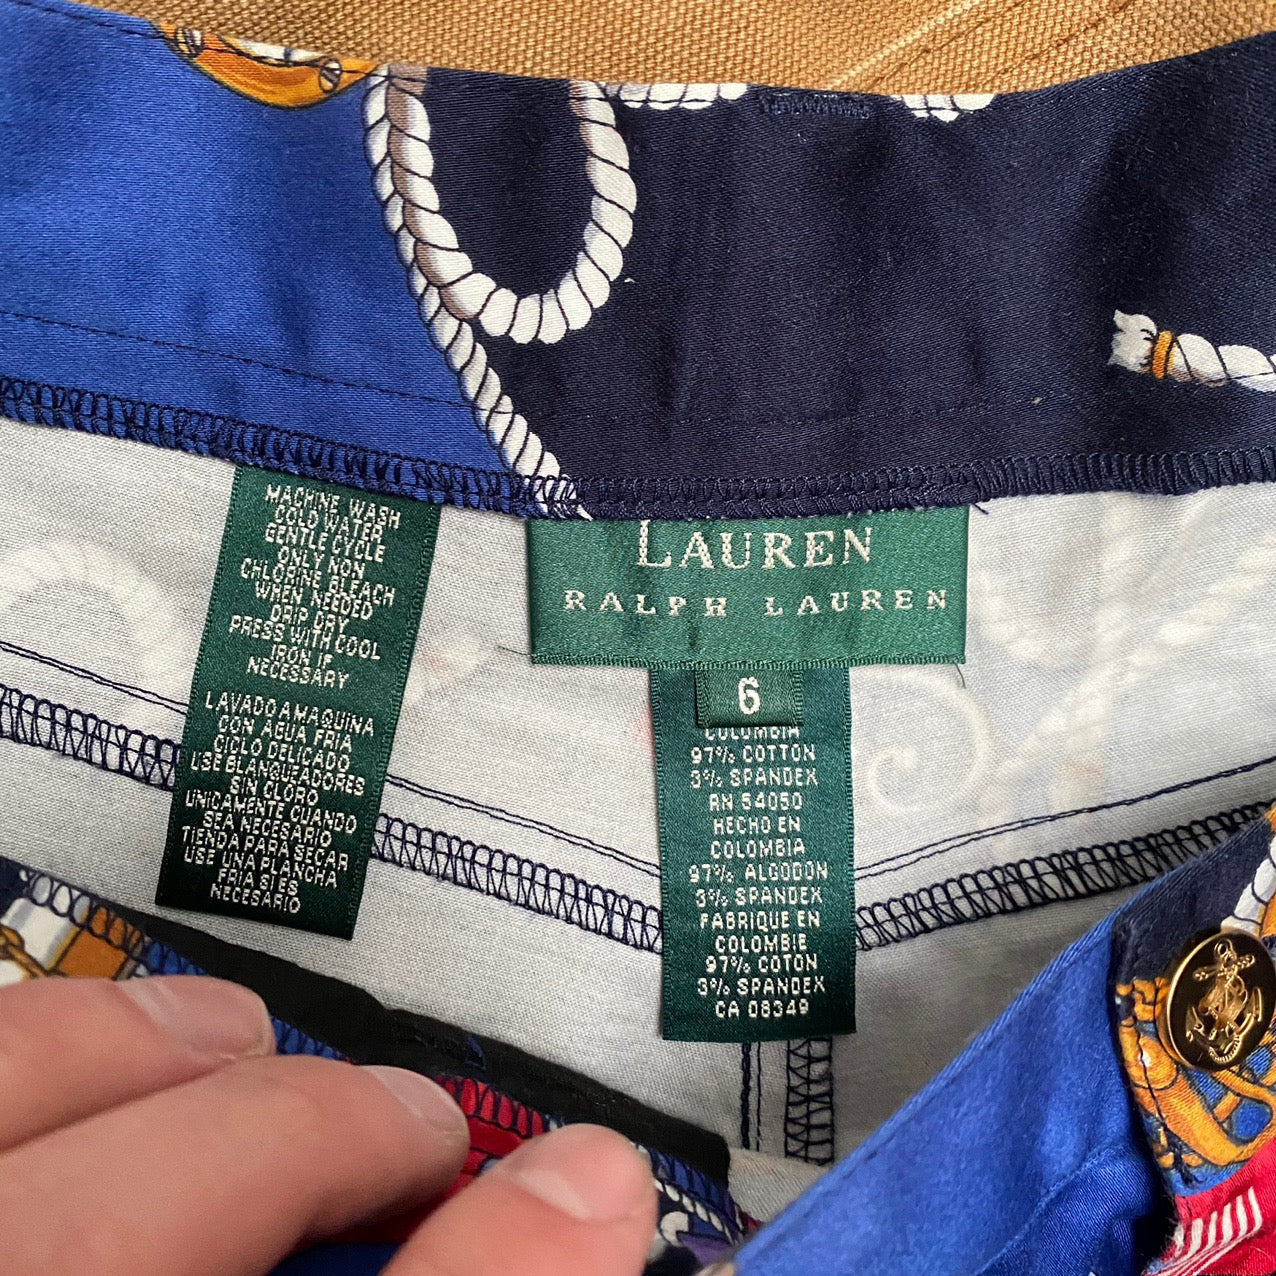 MACHINE WASH
COLD WATER
GENTLE CYCLE
ONLY NON
CHLORINE BLEACH
WHEN NEEDED
DRIP DRY
PRESS WITH COOL
IRON IF
NECESSARY
LAVADO A MAQUINA
CON AGUA FRIA
CICLO DELICADO
USE BLANQUADORES
SIN CLORO
UNICAMENTE CUANDO
SEA NECESARIO
TIENDA PARA SECAR
USE UNA PLANCHA
FRIA SI ES
NECESARIO
LAUREN
RALPH LAUREN
6
COLOMBIA
97% COTTON
3% SPANDEX
RN 54050
HECHO EN
COLOMBIA
97% ALGODON
3% SPANDEX
FABRIQUE EN
COLOMBIE
97% COTON
3% SPANDEX
CA 08349